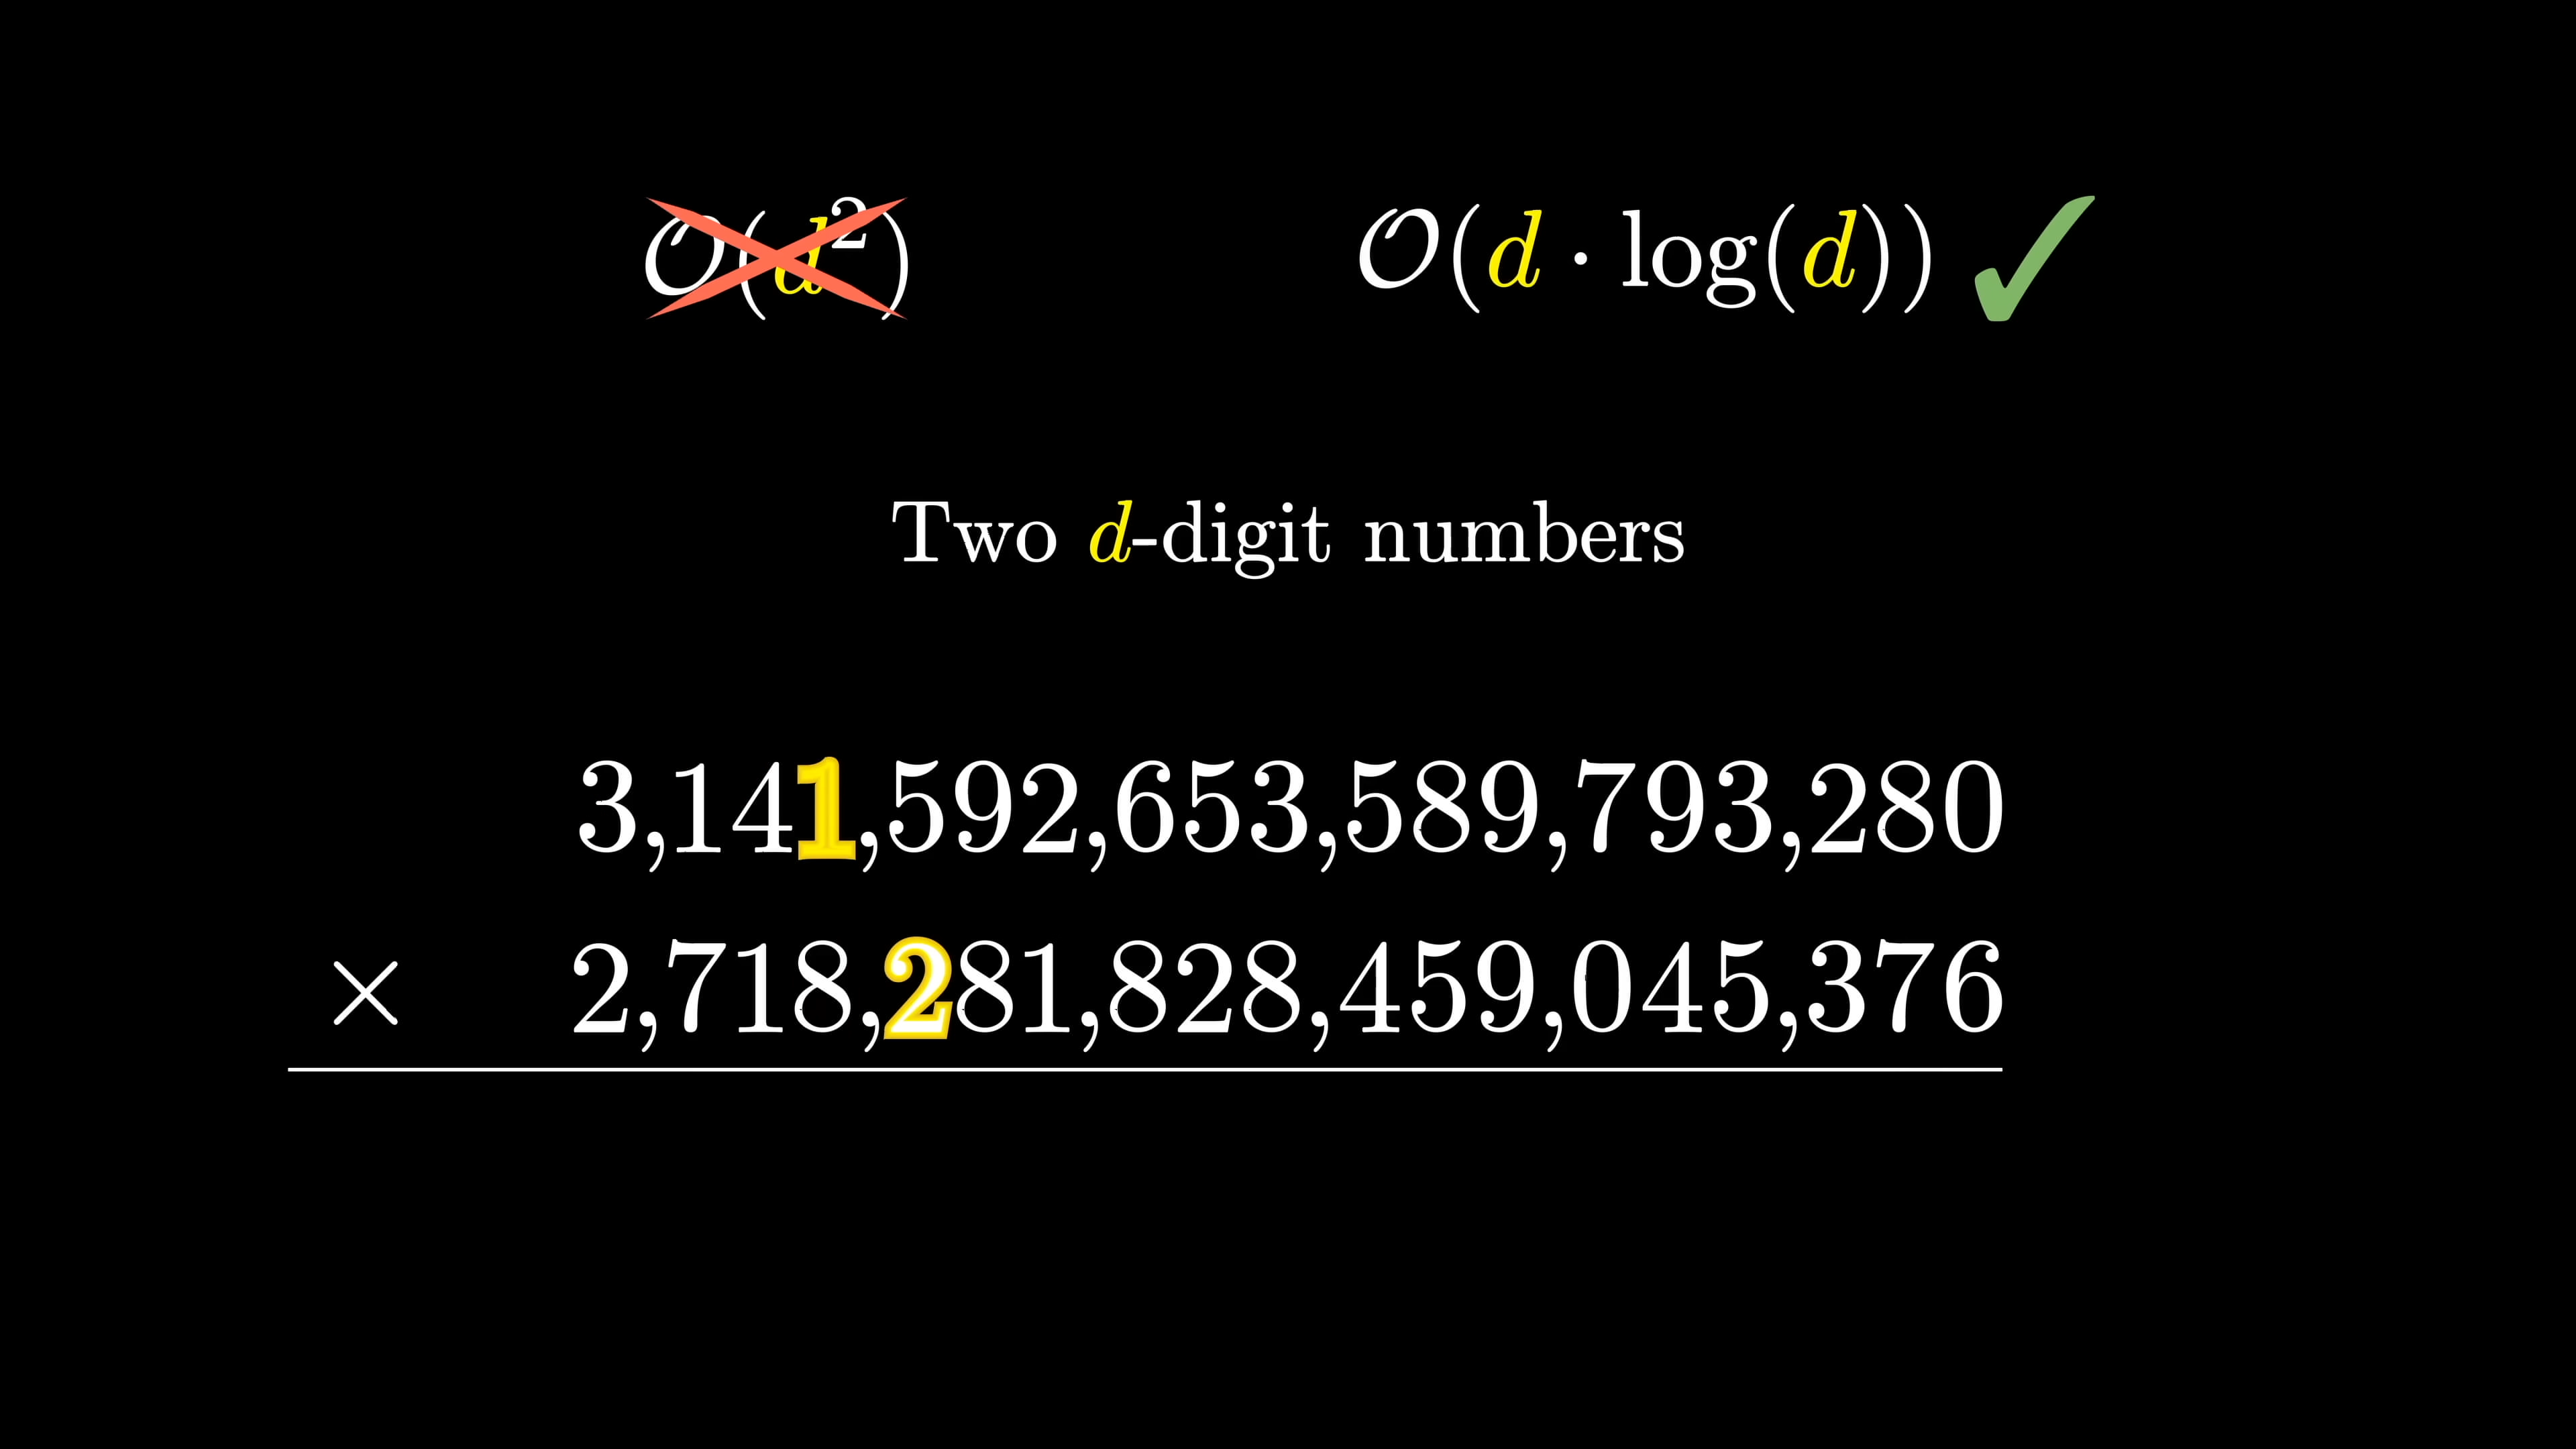 𝒪(d²) 𝒪(d · log(d)) ✓
Two d-digit numbers
3,141,592,653,589,793,280
× 2,718,281,828,459,045,376